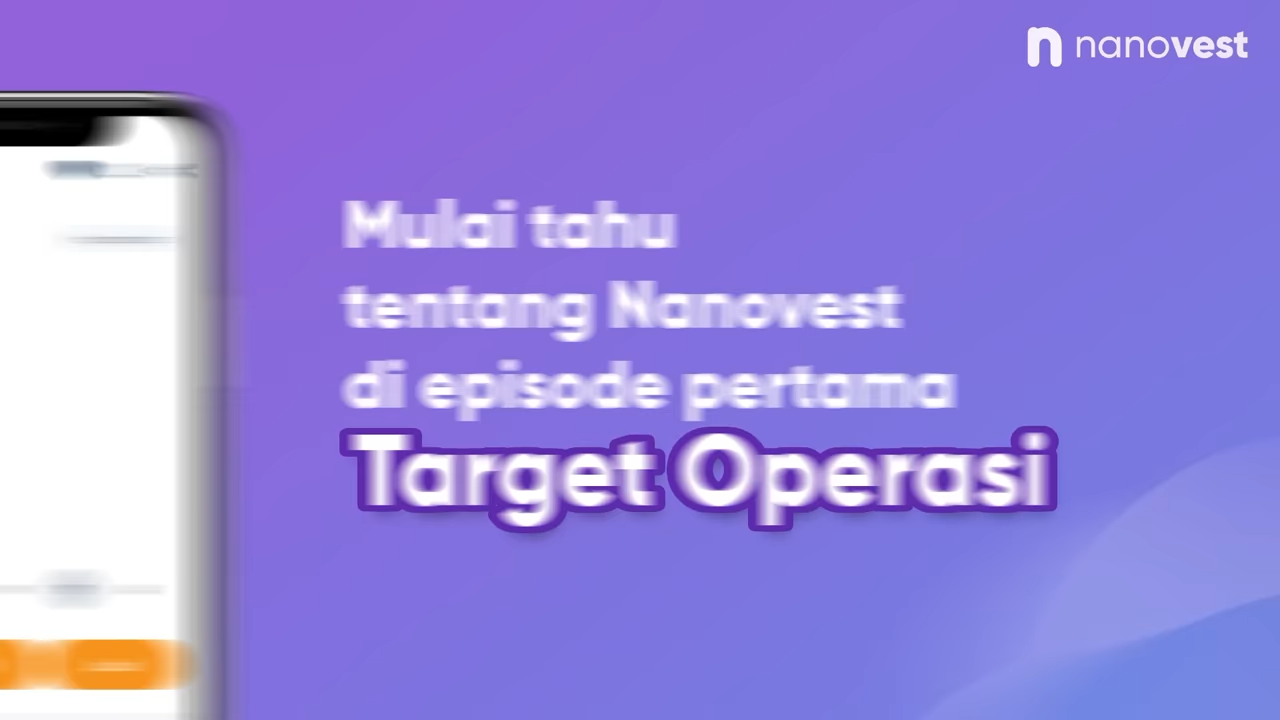 nanovest
Mulai tahu
tentang Nanovest
di episode pertama
Target Operasi